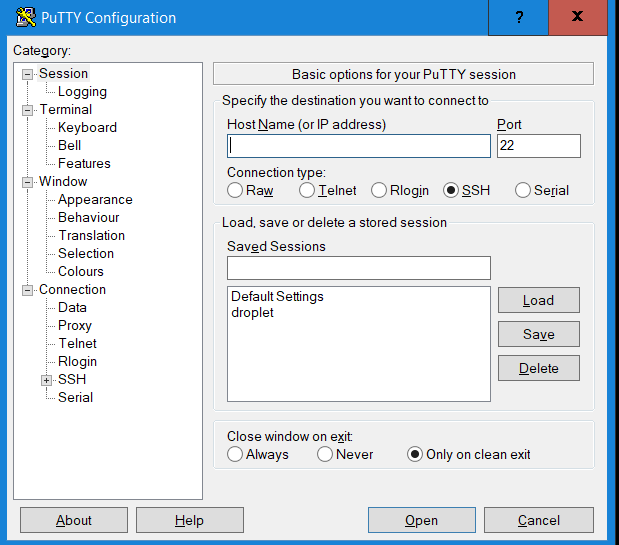 PuTTY Configuration
? X
Category:
Session
Logging
Terminal
Keyboard
Bell
Features
Window
Appearance
Behaviour
Translation
Selection
Colours
Connection
Data
Proxy
Telnet
Rlogin
SSH
Serial
Basic options for your PuTTY session
Specify the destination you want to connect to
Host Name (or IP address) Port
22
Connection type:
Raw Telnet Rlogin SSH Serial
Load, save or delete a stored session
Saved Sessions
Default Settings
droplet
Load
Save
Delete
Close window on exit:
Always Never Only on clean exit
About Help Open Cancel